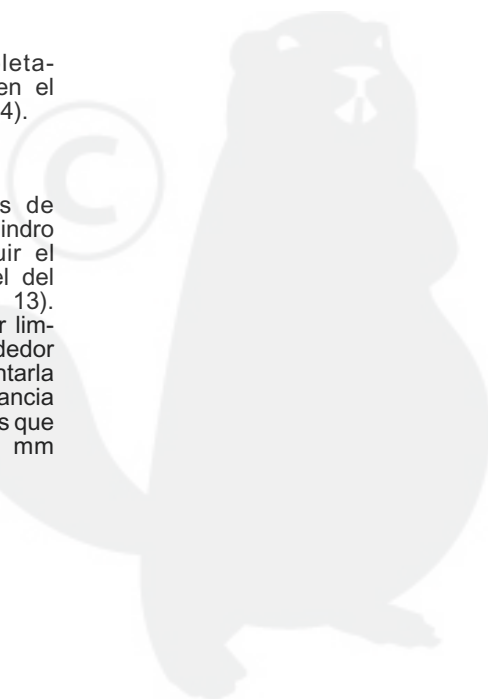 leta-
en el
4).
©
s de
indro
uir el
el del
13).
r lim-
dedor
ntarla
ancia
s que
mm